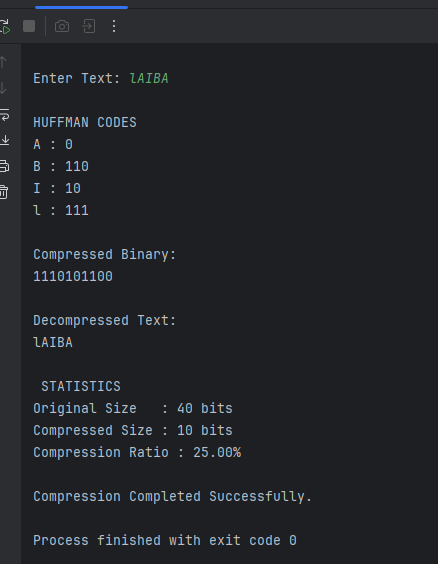 Enter Text: lAIBA
HUFFMAN CODES
A : 0
B : 110
I : 10
l : 111
Compressed Binary:
1110101100
Decompressed Text:
lAIBA
STATISTICS
Original Size   : 40 bits
Compressed Size : 10 bits
Compression Ratio : 25.00%
Compression Completed Successfully.
Process finished with exit code 0